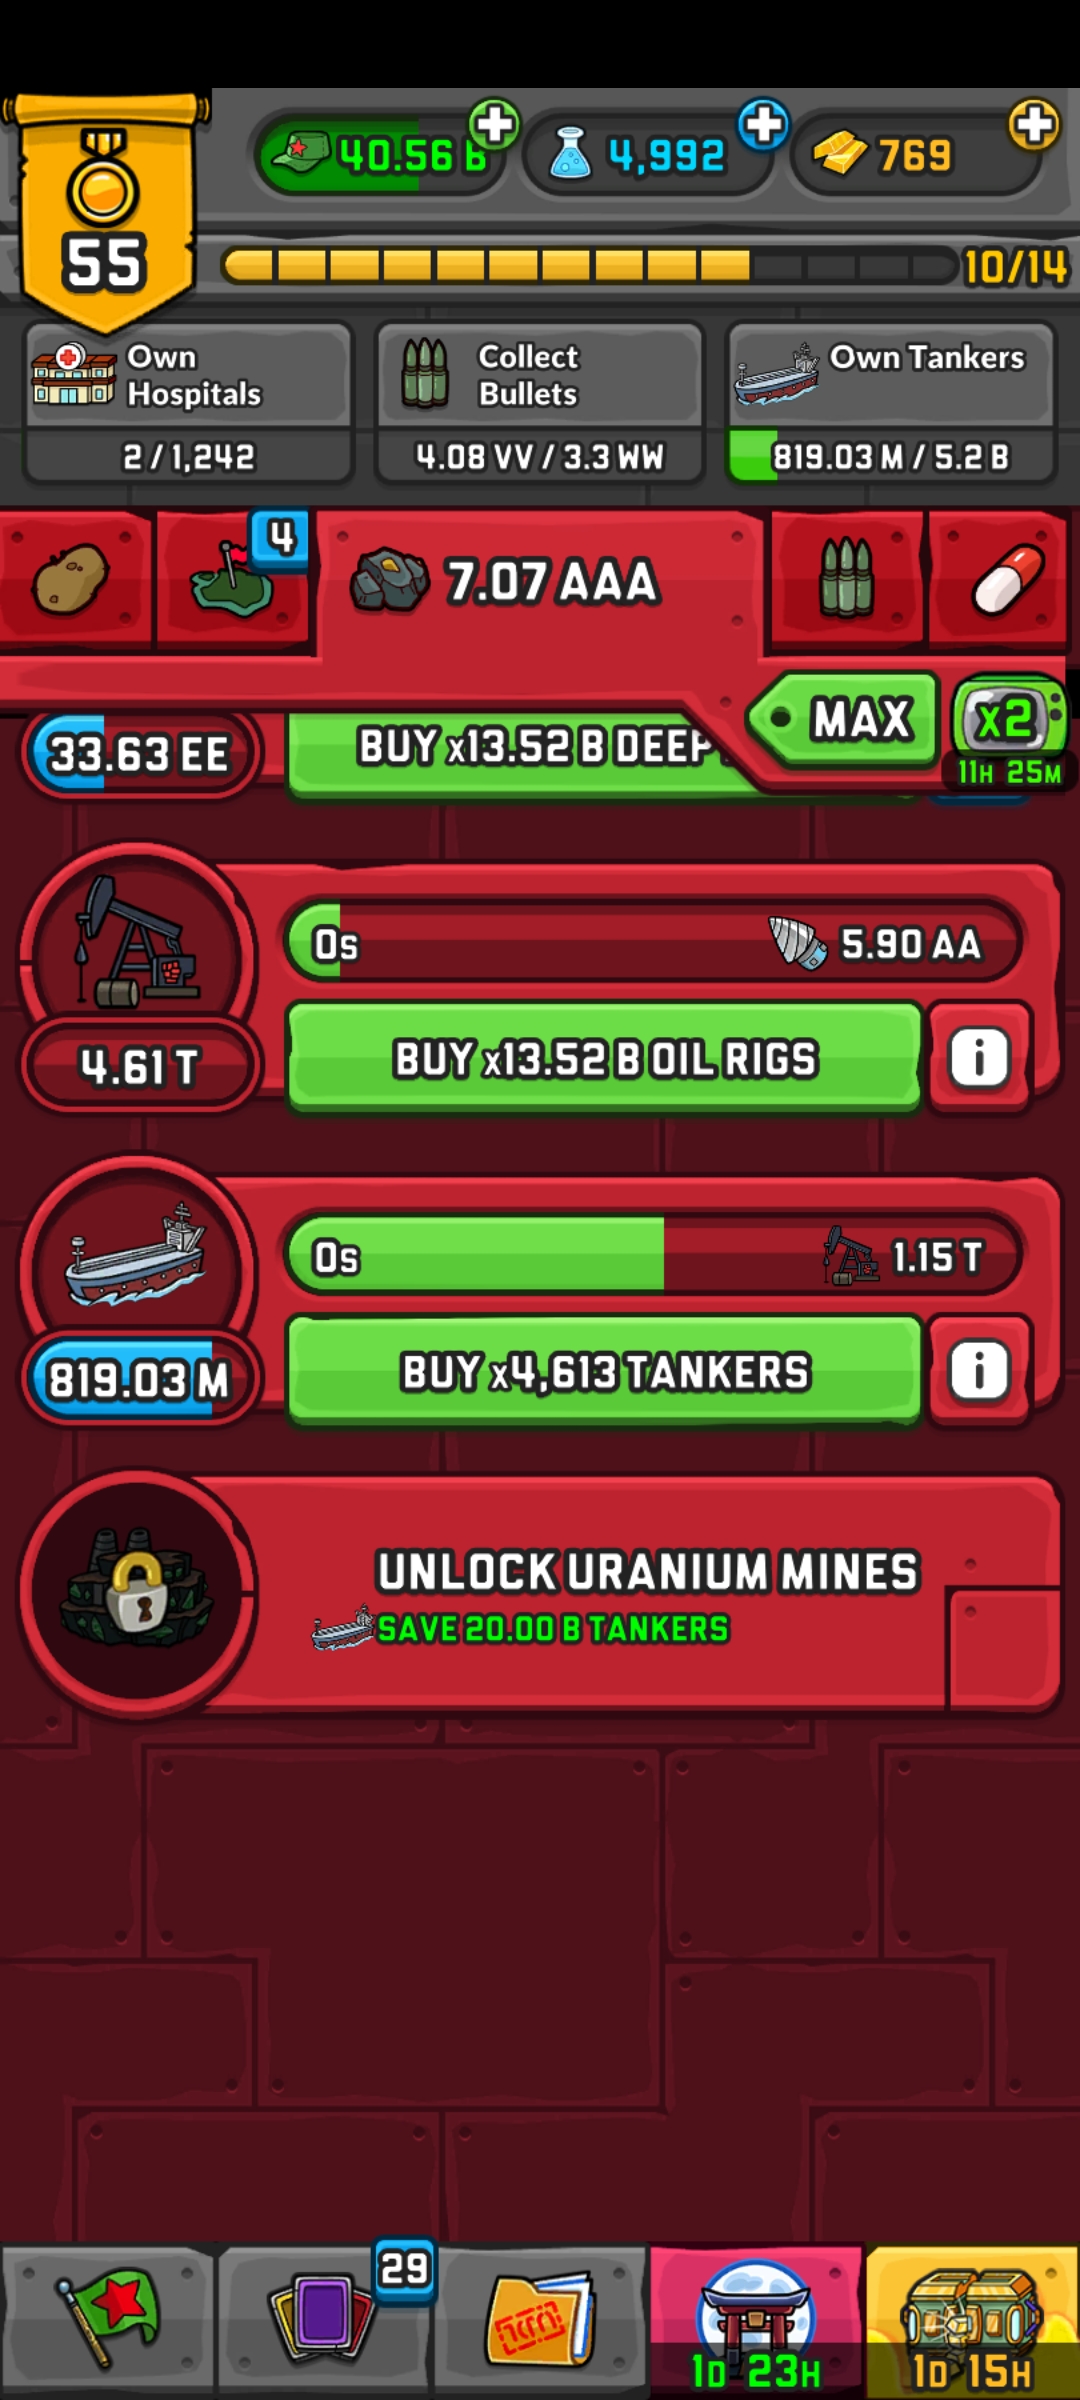 40.56 B
4,992
769
55
10/14
Own
Hospitals
2 / 1,242
Collect
Bullets
4.08 VV / 3.3 WW
Own Tankers
819.03 M / 5.2 B
4
7.07 AAA
MAX
x2
11H 25M
33.63 EE
BUY x13.52 B DEEP
0s
5.90 AA
4.61 T
BUY x13.52 B OIL RIGS
i
0s
1.15 T
819.03 M
BUY x4,613 TANKERS
i
UNLOCK URANIUM MINES
SAVE 20.00 B TANKERS
29
1D 23H
1D 15H